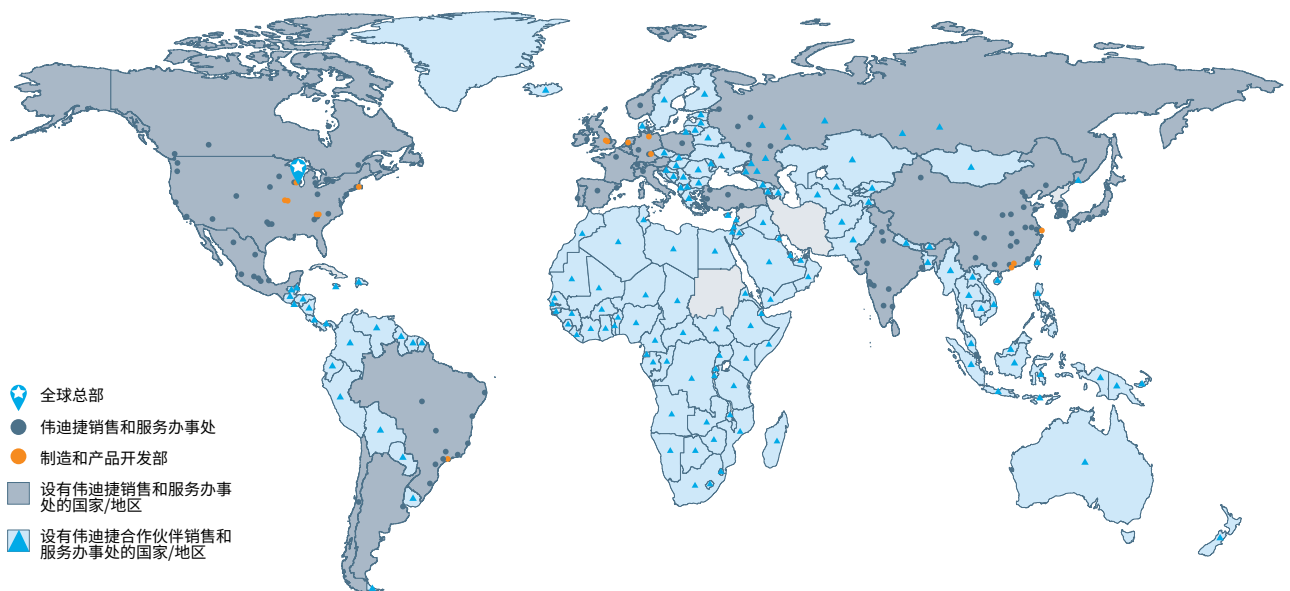 全球总部
伟迪捷销售和服务办事处
制造和产品开发部
设有伟迪捷销售和服务办事
处的国家/地区
设有伟迪捷合作伙伴销售和
服务办事处的国家/地区